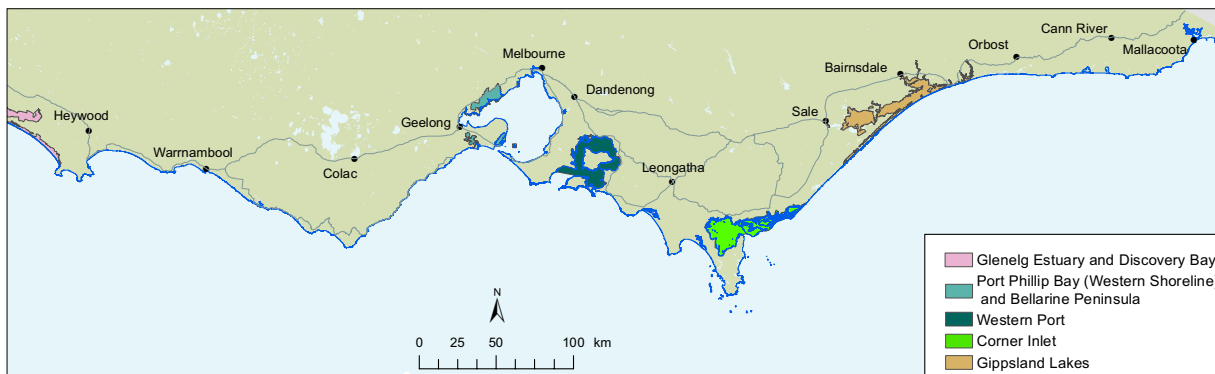 Cann River
Orbost
Mallacoota
Melbourne
Bairnsdale
Dandenong
Heywood
Sale
Geelong
Warrnambool
Leongatha
Colac
Glenelg Estuary and Discovery Bay
Port Phillip Bay (Western Shoreline)
and Bellarine Peninsula
Western Port
Corner Inlet
Gippsland Lakes
N
0 25 50 100 km